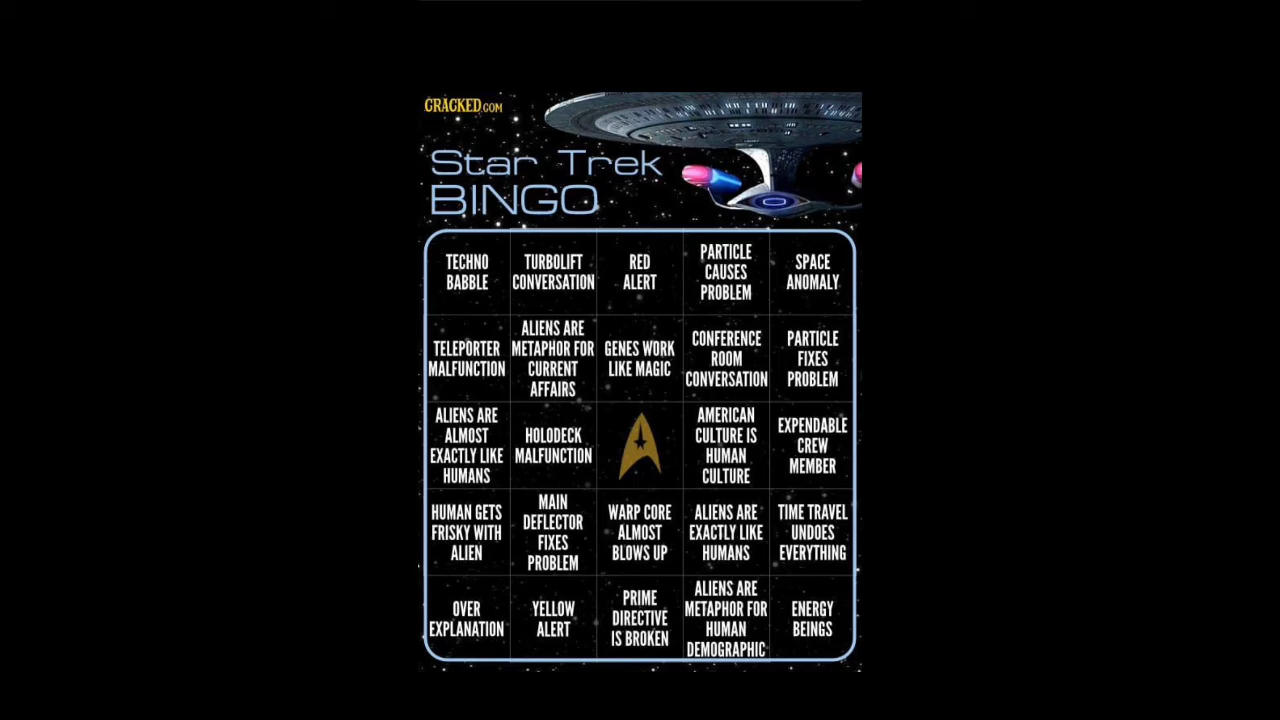 CRACKED.COM
Star Trek
BINGO
TECHNO
BABBLE
TURBOLIFT
CONVERSATION
RED
ALERT
PARTICLE
CAUSES
PROBLEM
SPACE
ANOMALY
TELEPORTER
MALFUNCTION
ALIENS ARE
METAPHOR FOR
CURRENT
AFFAIRS
GENES WORK
LIKE MAGIC
CONFERENCE
ROOM
CONVERSATION
PARTICLE
FIXES
PROBLEM
ALIENS ARE
ALMOST
EXACTLY LIKE
HUMANS
HOLODECK
MALFUNCTION
AMERICAN
CULTURE IS
HUMAN
CULTURE
EXPENDABLE
CREW
MEMBER
HUMAN GETS
FRISKY WITH
ALIEN
MAIN
DEFLECTOR
FIXES
PROBLEM
WARP CORE
ALMOST
BLOWS UP
ALIENS ARE
EXACTLY LIKE
HUMANS
TIME TRAVEL
UNDOES
EVERYTHING
OVER
EXPLANATION
YELLOW
ALERT
PRIME
DIRECTIVE
IS BROKEN
ALIENS ARE
METAPHOR FOR
HUMAN
DEMOGRAPHIC
ENERGY
BEINGS